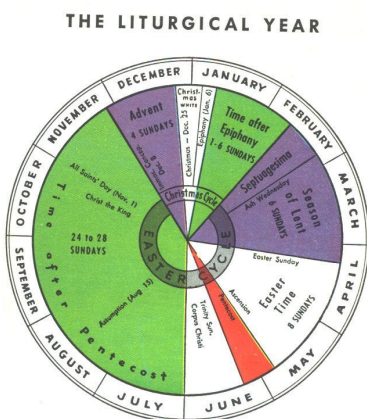 THE LITURGICAL YEAR
JANUARY
FEBRUARY
MARCH
APRIL
MAY
JUNE
JULY
AUGUST
SEPTEMBER
OCTOBER
NOVEMBER
DECEMBER
Advent
4 SUNDAYS
Christ-
mas
WHITE
Christmas — Dec. 25
Epiphany (Jan. 6)
Time after
Epiphany
1-6 SUNDAYS
Septuagesima
Ash Wednesday
Season
of Lent
6 SUNDAYS
Easter Sunday
Easter
Time
8 SUNDAYS
Ascension
Pentecost
Trinity Sun.
Corpus Christi
Time after Pentecost
24 to 28
SUNDAYS
Assumption (Aug 15)
All Saints' Day (Nov. 1)
Christ the King
Christmas Cycle
EASTER CYCLE